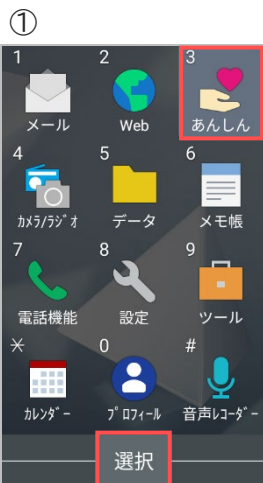 ①
1 2 3
メール Web あんしん
4 5 6
ｶﾒﾗ/ﾗｼﾞｵ データ メモ帳
7 8 9
電話機能 設定 ツール
＊ 0 #
ｶﾚﾝﾀﾞｰ ﾌﾟﾛﾌｨｰﾙ 音声ﾚｺｰﾀﾞｰ
選択